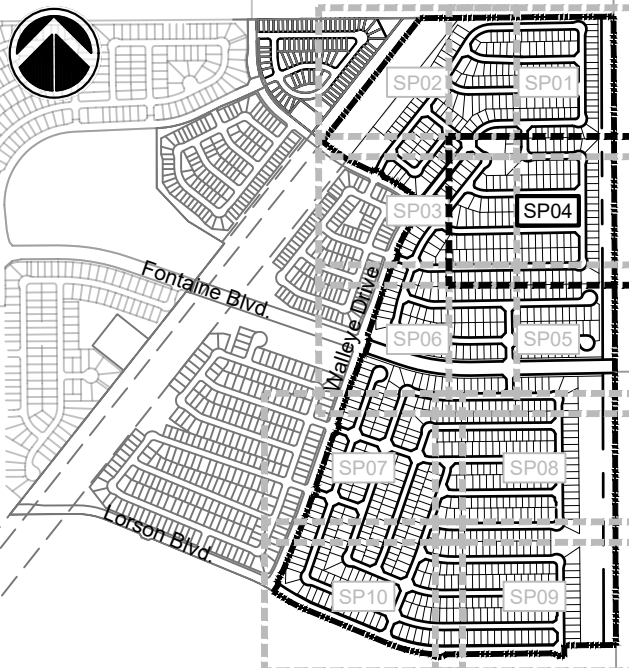 SP02
SP01
SP03
SP04
Fontaine Blvd.
Walleye Drive
SP06
SP05
SP07
SP08
Lorson Blvd.
SP10
SP09